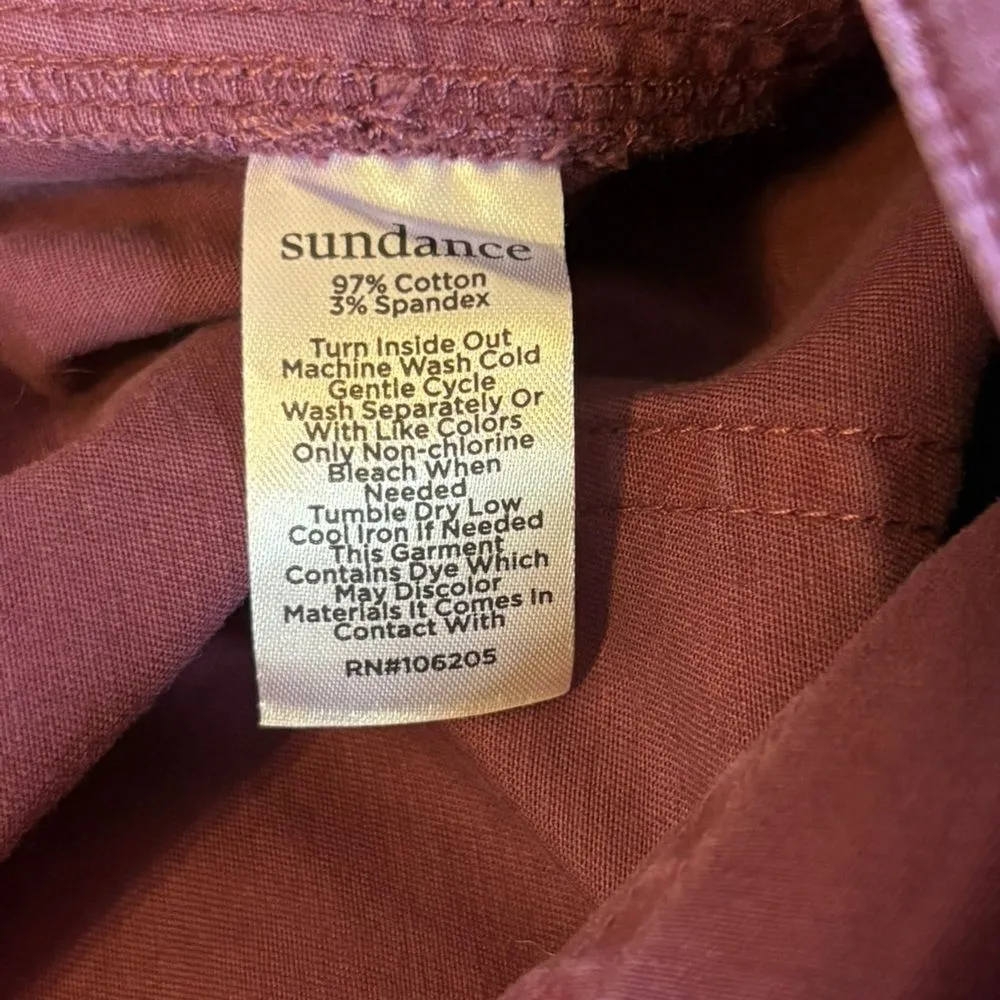 sundance
97% Cotton
3% Spandex
Turn Inside Out
Machine Wash Cold
Gentle Cycle
Wash Separately Or
With Like Colors
Only Non-chlorine
Bleach When
Needed
Tumble Dry Low
Cool Iron If Needed
This Garment
Contains Dye Which
May Discolor
Materials It Comes In
Contact With
RN#106205